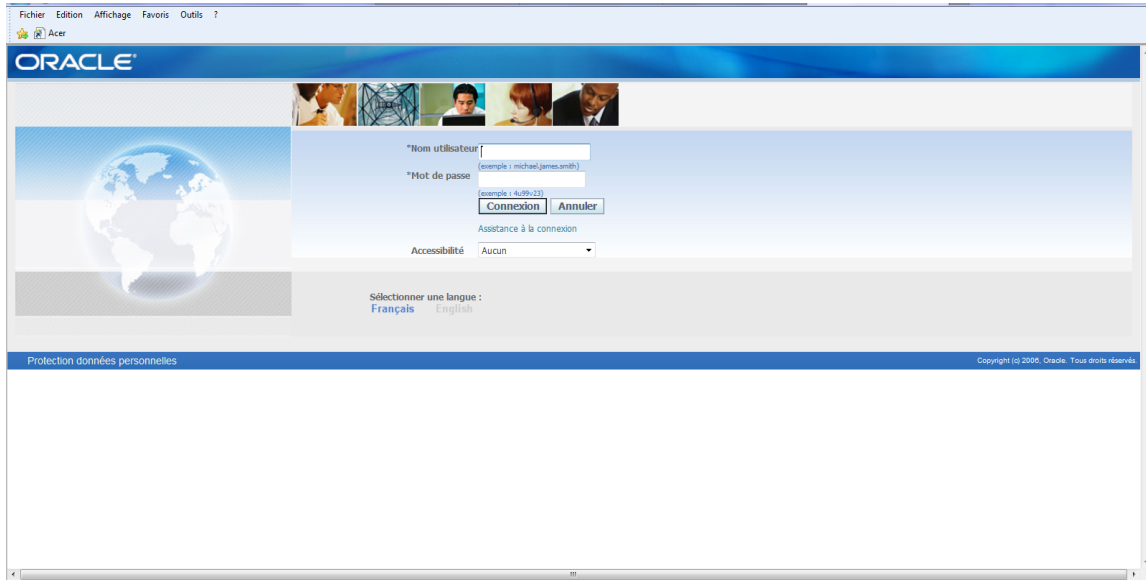 Fichier Edition Affichage Favoris Outils ?
Acer
ORACLE
*Nom utilisateur
(exemple : michael.james.smith)
*Mot de passe
(exemple : 4u99v23)
Connexion Annuler
Assistance à la connexion
Accessibilité Aucun
Sélectionner une langue :
Français English
Protection données personnelles Copyright (c) 2006, Oracle. Tous droits réservés